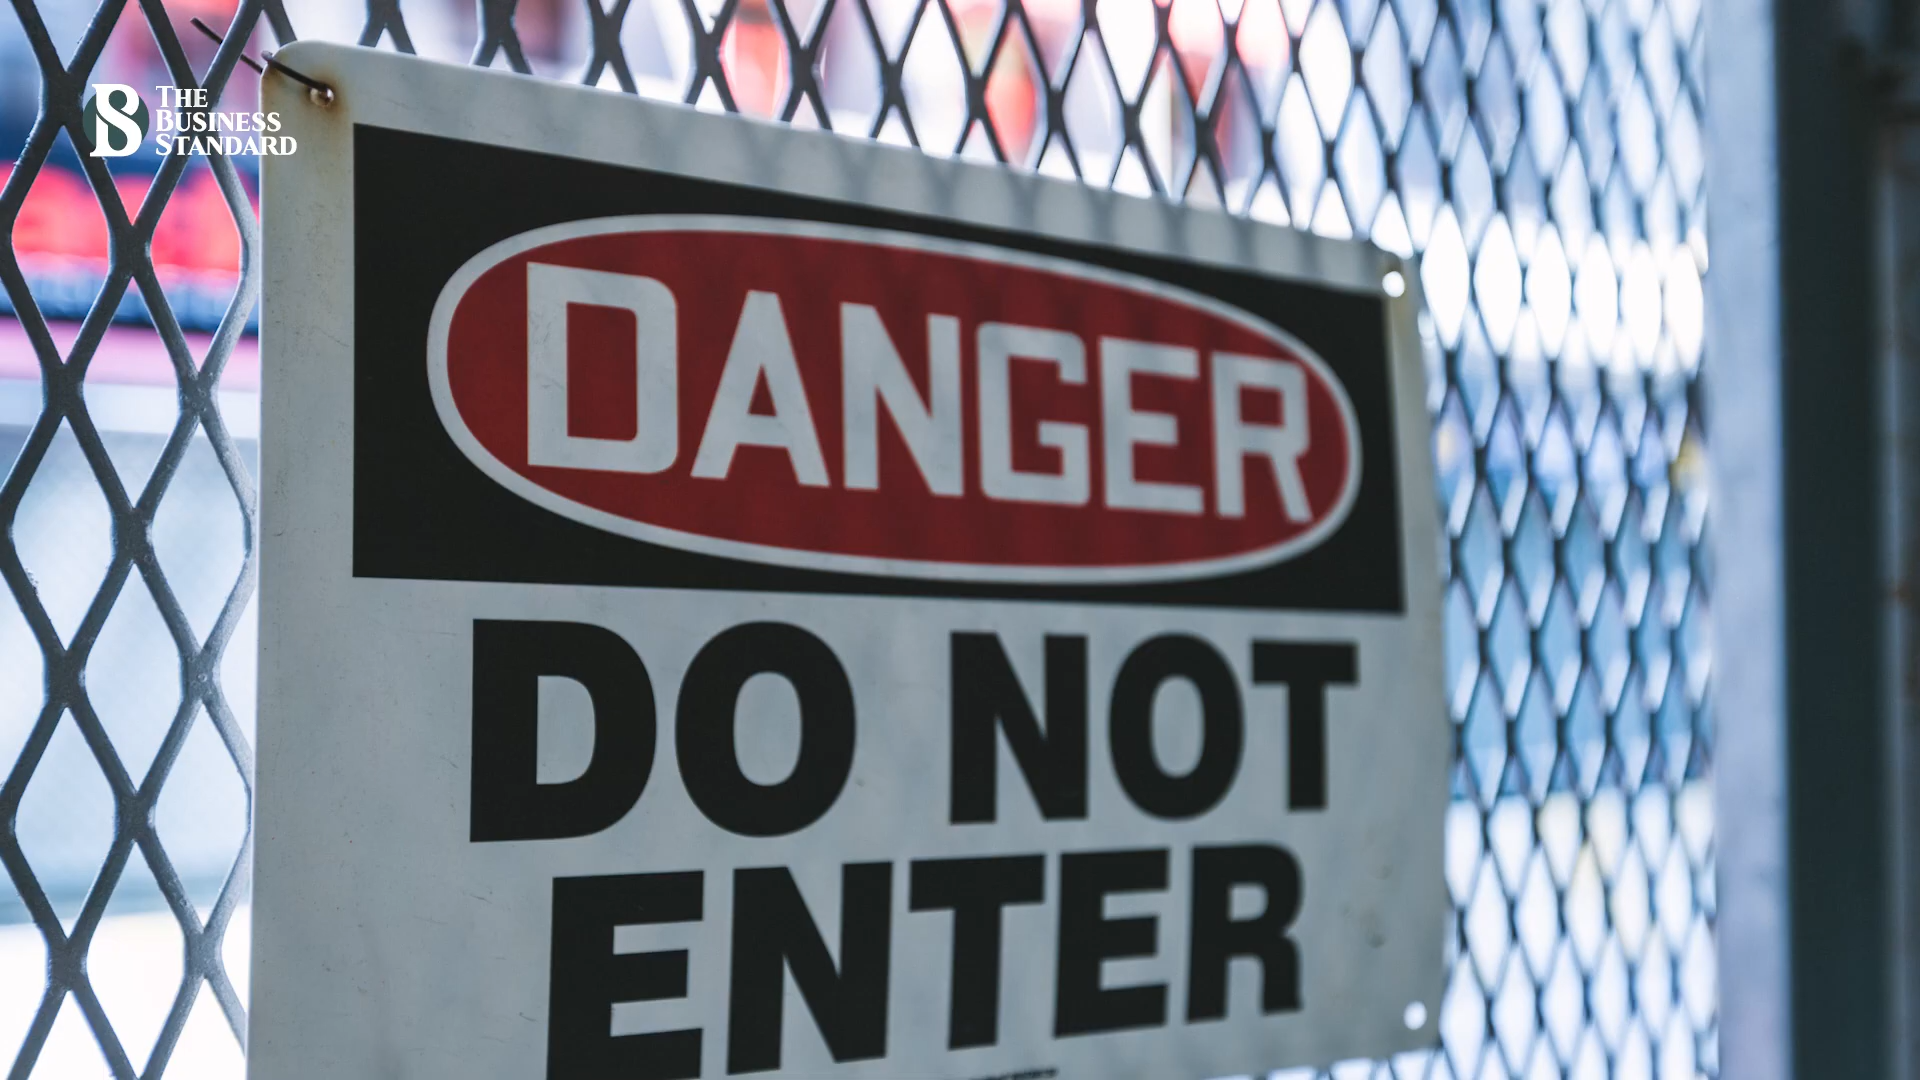 THE
BUSINESS
STANDARD
DANGER
DO NOT
ENTER